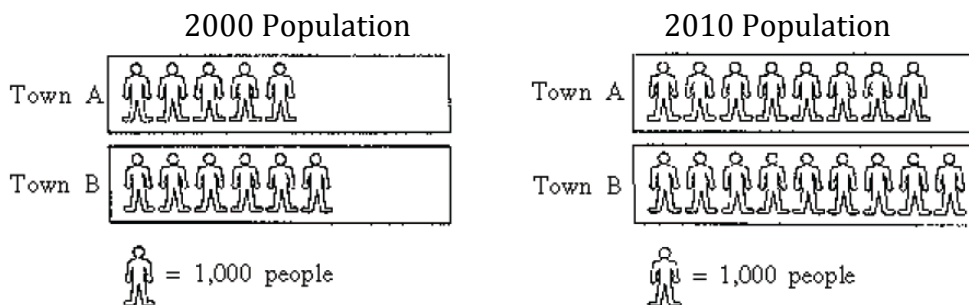 2000 Population
Town A
Town B
= 1,000 people
2010 Population
Town A
Town B
= 1,000 people